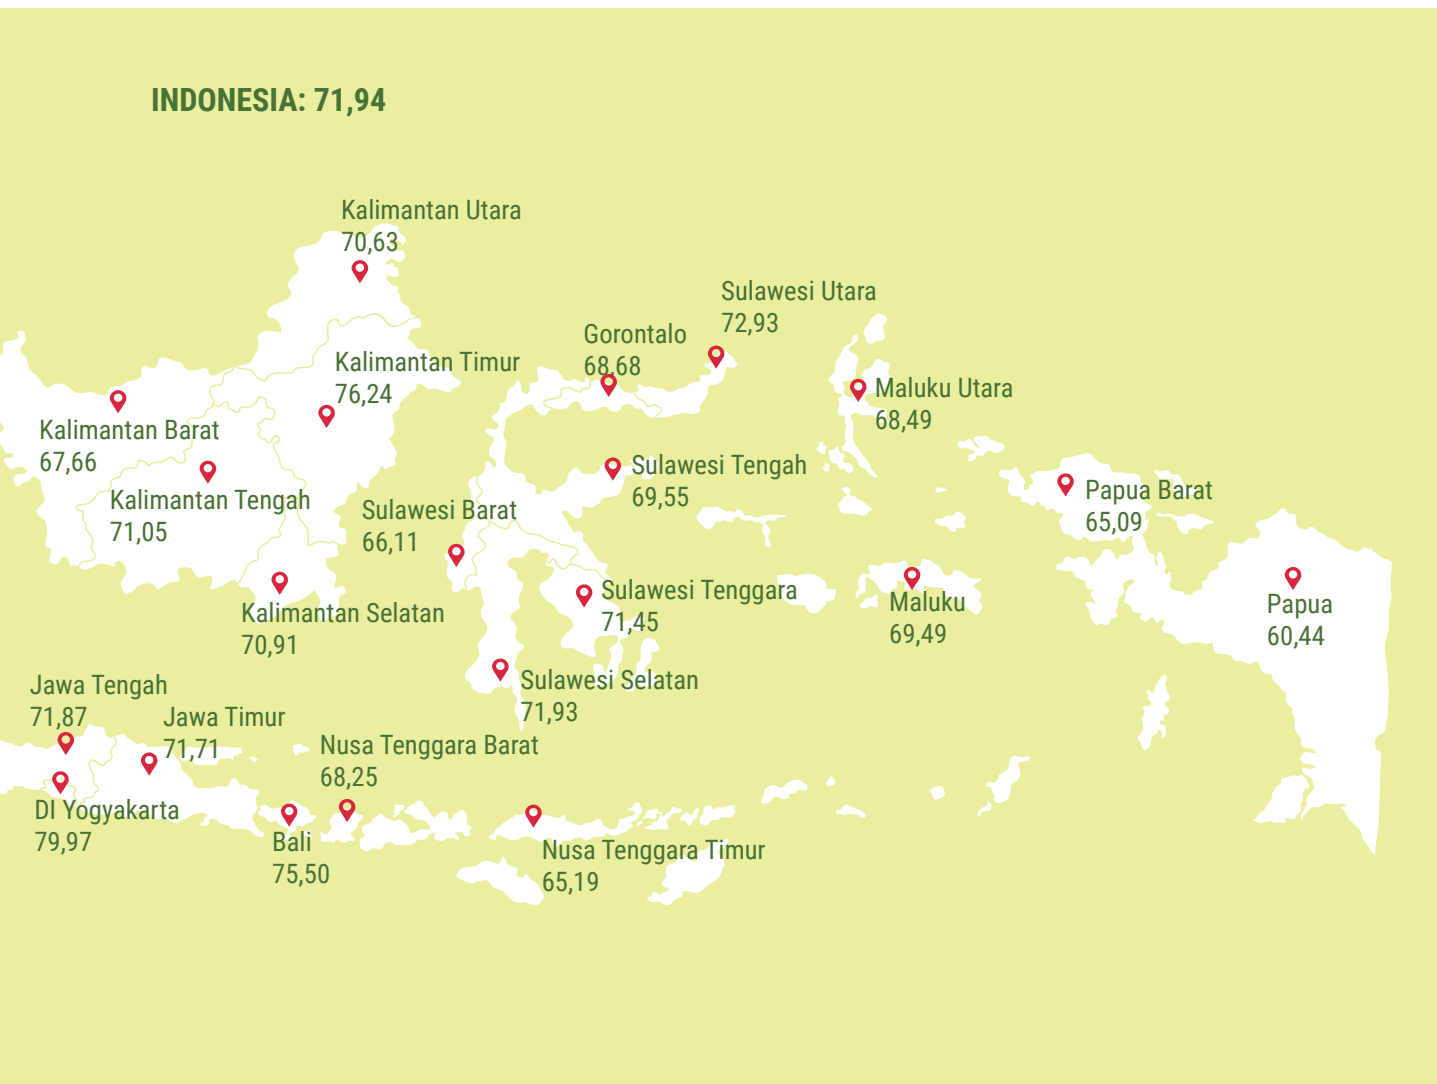 INDONESIA: 71,94
Kalimantan Utara
70,63
Sulawesi Utara
72,93
Gorontalo
68,68
Kalimantan Timur
76,24
Maluku Utara
68,49
Kalimantan Barat
67,66
Sulawesi Tengah
69,55
Kalimantan Tengah
71,05
Sulawesi Barat
66,11
Papua Barat
65,09
Sulawesi Tenggara
71,45
Maluku
69,49
Papua
60,44
Kalimantan Selatan
70,91
Sulawesi Selatan
71,93
Jawa Tengah
71,87
Jawa Timur
71,71
Nusa Tenggara Barat
68,25
DI Yogyakarta
79,97
Bali
75,50
Nusa Tenggara Timur
65,19